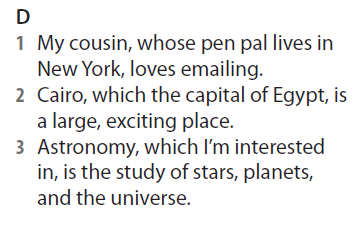 D
1 My cousin, whose pen pal lives in
New York, loves emailing.
2 Cairo, which the capital of Egypt, is
a large, exciting place.
3 Astronomy, which I'm interested
in, is the study of stars, planets,
and the universe.